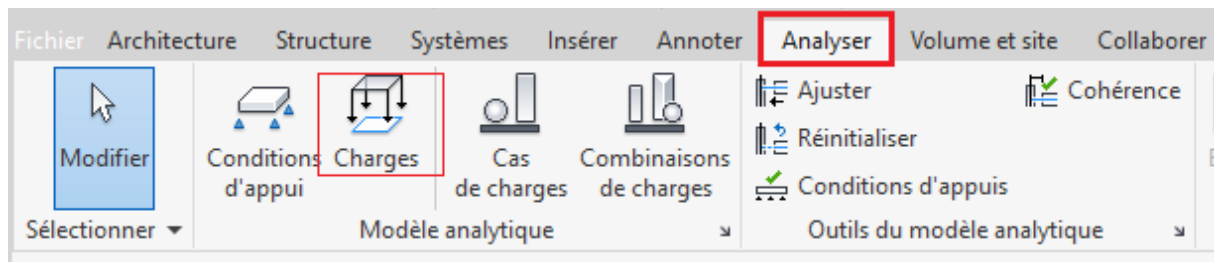 Fichier Architecture Structure Systèmes Insérer Annoter Analyser Volume et site Collaborer
Modifier
Conditions d'appui
Charges
Cas de charges
Combinaisons de charges
Ajuster
Réinitialiser
Conditions d'appuis
Cohérence
Sélectionner
Modèle analytique
Outils du modèle analytique